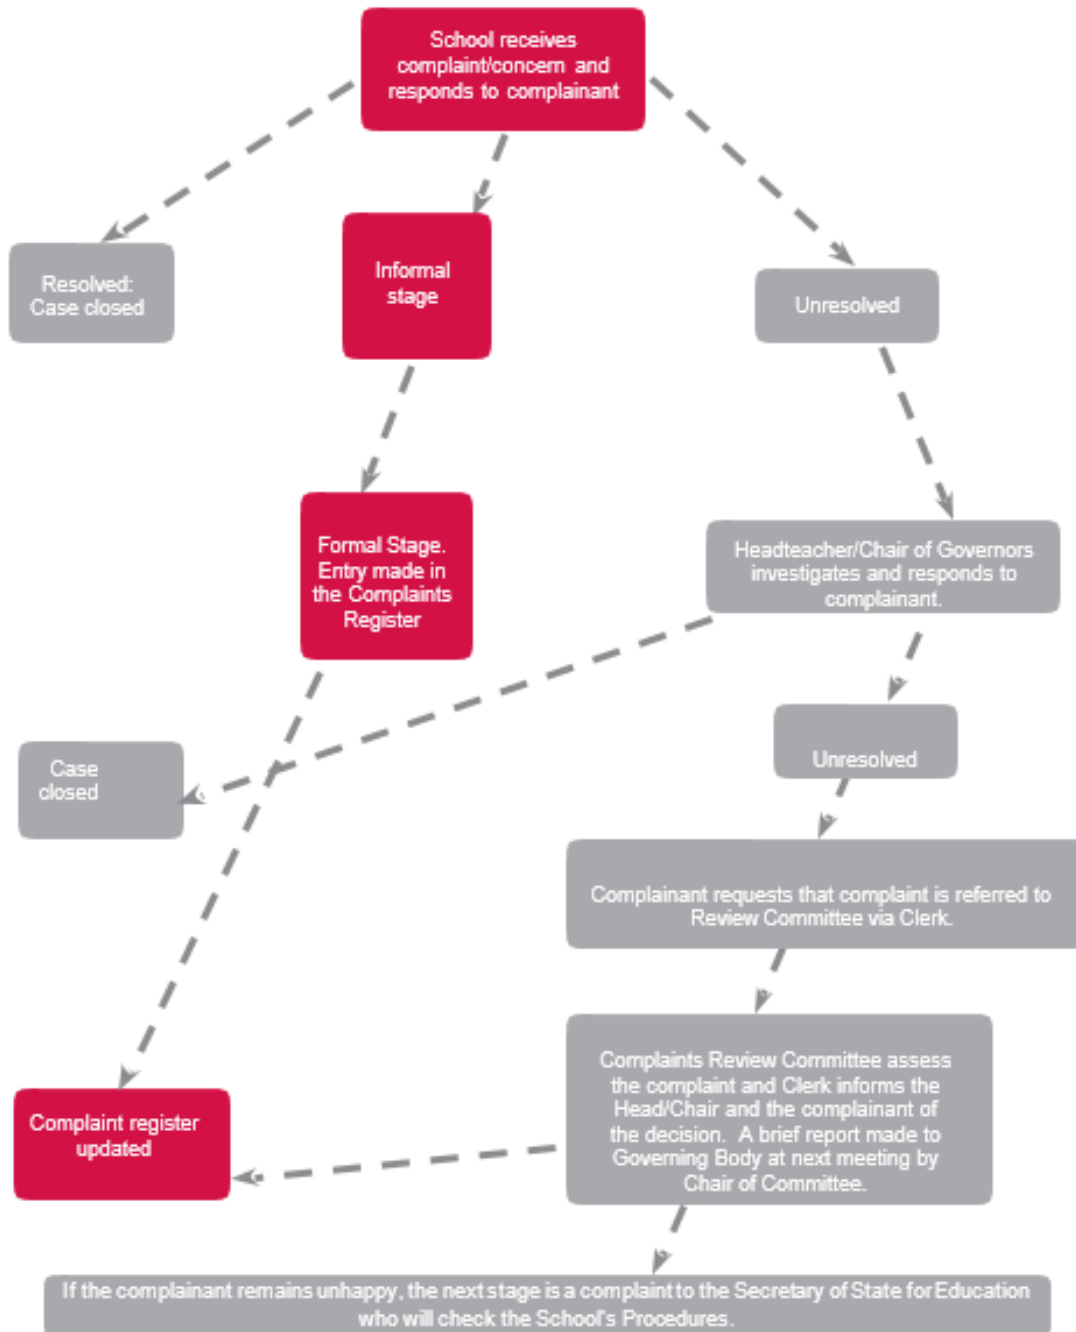 School receives
complaint/concern and
responds to complainant
Resolved:
Case closed
Informal
stage
Unresolved
Formal Stage.
Entry made in
the Complaints
Register
Headteacher/Chair of Governors
investigates and responds to
complainant.
Case
closed
Unresolved
Complainant requests that complaint is referred to
Review Committee via Clerk.
Complaints Review Committee assess
the complaint and Clerk informs the
Head/Chair and the complainant of
the decision. A brief report made to
Governing Body at next meeting by
Chair of Committee.
Complaint register
updated
If the complainant remains unhappy, the next stage is a complaint to the Secretary of State for Education
who will check the School's Procedures.